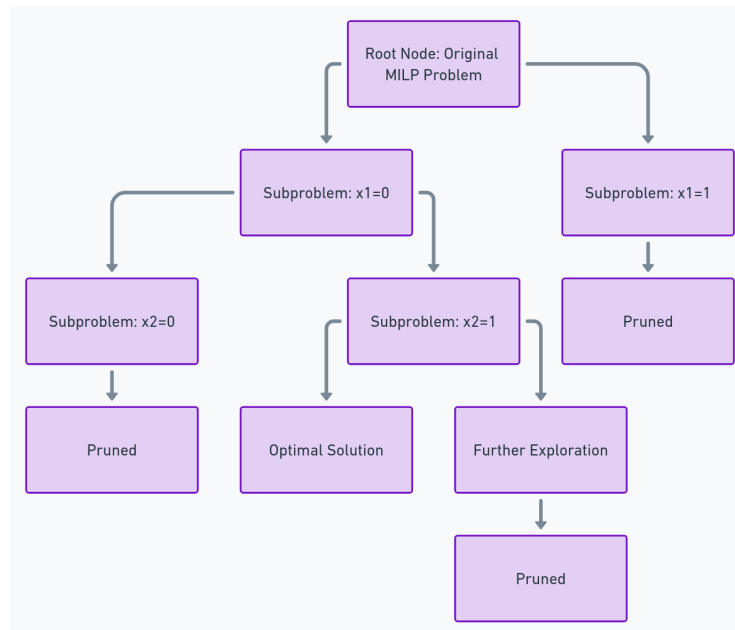 Root Node: Original
MILP Problem
Subproblem: x1=0
Subproblem: x1=1
Subproblem: x2=0
Subproblem: x2=1
Pruned
Pruned
Optimal Solution
Further Exploration
Pruned